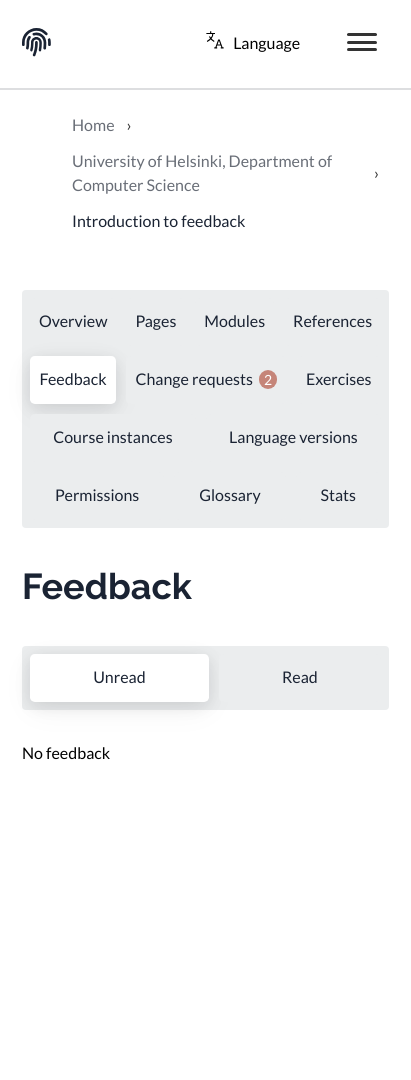 Language
Home ›
University of Helsinki, Department of
Computer Science ›
Introduction to feedback
Overview Pages Modules References
Feedback Change requests 2 Exercises
Course instances Language versions
Permissions Glossary Stats
Feedback
Unread Read
No feedback